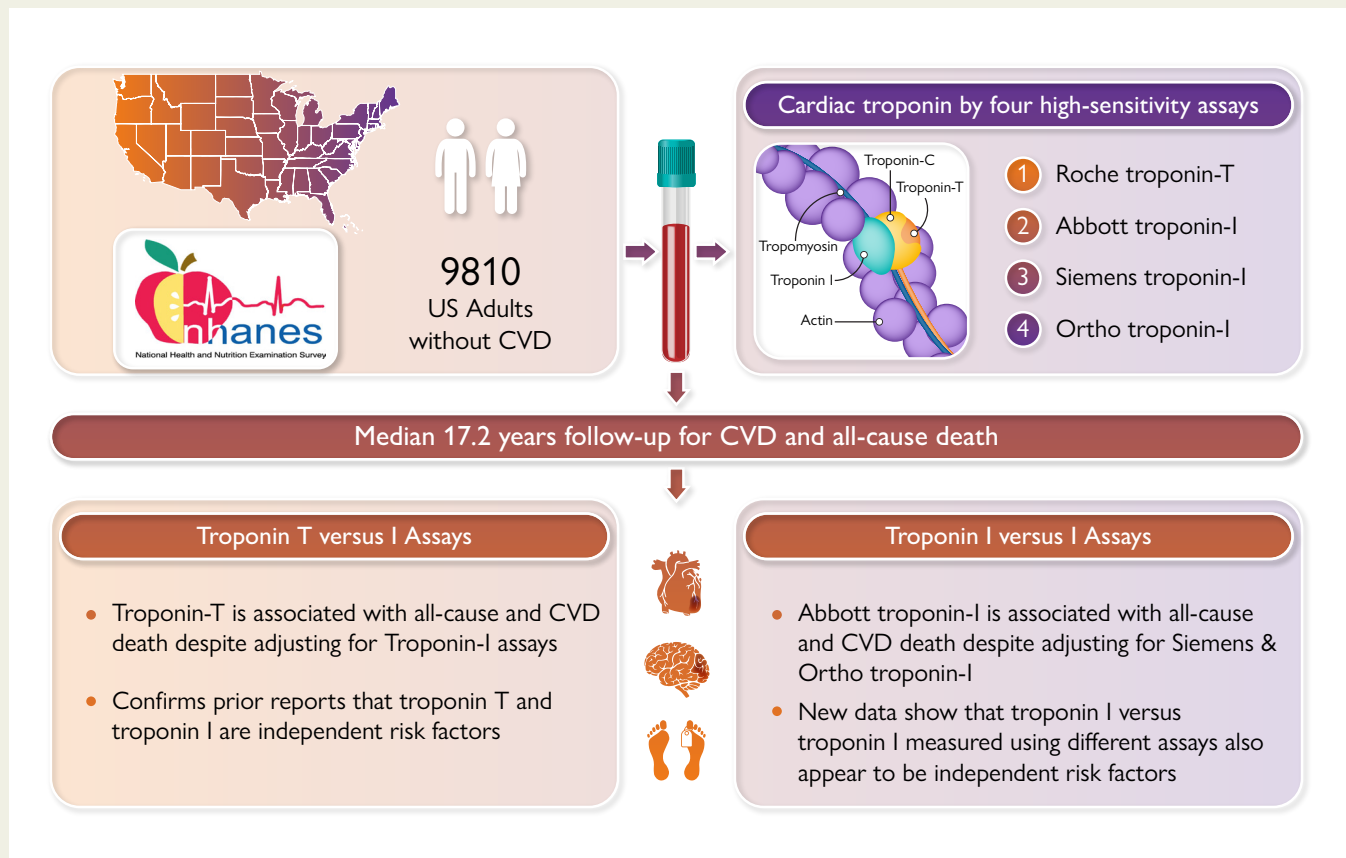 nhanes
National Health and Nutrition Examination Survey
9810
US Adults
without CVD
Cardiac troponin by four high-sensitivity assays
Troponin-C
Troponin-T
Tropomyosin
Troponin I
Actin
1 Roche troponin-T
2 Abbott troponin-I
3 Siemens troponin-I
4 Ortho troponin-I
Median 17.2 years follow-up for CVD and all-cause death
Troponin T versus I Assays
• Troponin-T is associated with all-cause and CVD
death despite adjusting for Troponin-I assays
• Confirms prior reports that troponin T and
troponin I are independent risk factors
Troponin I versus I Assays
• Abbott troponin-I is associated with all-cause
and CVD death despite adjusting for Siemens &
Ortho troponin-I
• New data show that troponin I versus
troponin I measured using different assays also
appear to be independent risk factors